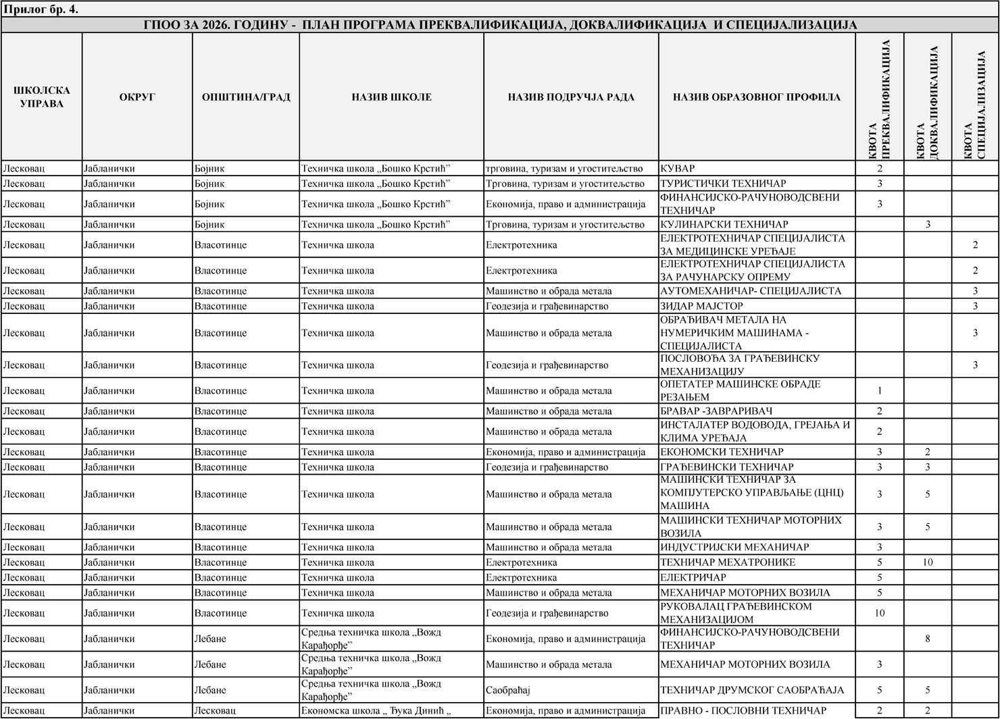 Прилог бр. 4.
ГПОО ЗА 2026. ГОДИНУ - ПЛАН ПРОГРАМА ПРЕКВАЛИФИКАЦИЈА, ДОКВАЛИФИКАЦИЈА И СПЕЦИЈАЛИЗАЦИЈА
ШКОЛСКА
УПРАВА
ОКРУГ
ОПШТИНА/ГРАД
НАЗИВ ШКОЛЕ
НАЗИВ ПОДРУЧЈА РАДА
НАЗИВ ОБРАЗОВНОГ ПРОФИЛА
КВОТА
ПРЕКВАЛИФИКАЦИЈА
КВОТА
ДОКВАЛИФИКАЦИЈА
КВОТА
СПЕЦИЈАЛИЗАЦИЈА
Лесковац Јабланички Бојник Техничка школа „Бошко Крстић” трговина, туризам и угоститељство КУВАР 2
Лесковац Јабланички Бојник Техничка школа „Бошко Крстић” Трговина, туризам и угоститељство ТУРИСТИЧКИ ТЕХНИЧАР 3
Лесковац Јабланички Бојник Техничка школа „Бошко Крстић” Економија, право и администрација ФИНАНСИЈСКО-РАЧУНОВОДСВЕНИ
ТЕХНИЧАР 3
Лесковац Јабланички Бојник Техничка школа „Бошко Крстић” Трговина, туризам и угоститељство КУЛИНАРСКИ ТЕХНИЧАР 3
Лесковац Јабланички Власотинце Техничка школа Електротехника ЕЛЕКТРОТЕХНИЧАР СПЕЦИЈАЛИСТА
ЗА МЕДИЦИНСКЕ УРЕЂАЈЕ 2
Лесковац Јабланички Власотинце Техничка школа Електротехника ЕЛЕКТРОТЕХНИЧАР СПЕЦИЈАЛИСТА
ЗА РАЧУНАРСКУ ОПРЕМУ 2
Лесковац Јабланички Власотинце Техничка школа Машинство и обрада метала АУТОМЕХАНИЧАР- СПЕЦИЈАЛИСТА 3
Лесковац Јабланички Власотинце Техничка школа Геодезија и грађевинарство ЗИДАР МАЈСТОР 3
Лесковац Јабланички Власотинце Техничка школа Машинство и обрада метала ОБРАЂИВАЧ МЕТАЛА НА
НУМЕРИЧКИМ МАШИНАМА -
СПЕЦИЈАЛИСТА 3
Лесковац Јабланички Власотинце Техничка школа Геодезија и грађевинарство ПОСЛОВОЂА ЗА ГРАЂЕВИНСКУ
МЕХАНИЗАЦИЈУ 3
Лесковац Јабланички Власотинце Техничка школа Машинство и обрада метала ОПЕТАТЕР МАШИНСКЕ ОБРАДЕ
РЕЗАЊЕМ 1
Лесковац Јабланички Власотинце Техничка школа Машинство и обрада метала БРАВАР -ЗАВРАРИВАЧ 2
Лесковац Јабланички Власотинце Техничка школа Машинство и обрада метала ИНСТАЛАТЕР ВОДОВОДА, ГРЕЈАЊА И
КЛИМА УРЕЂАЈА 2
Лесковац Јабланички Власотинце Техничка школа Економија, право и администрација ЕКОНОМСКИ ТЕХНИЧАР 3 2
Лесковац Јабланички Власотинце Техничка школа Геодезија и грађевинарство ГРАЂЕВИНСКИ ТЕХНИЧАР 3 3
Лесковац Јабланички Власотинце Техничка школа Машинство и обрада метала МАШИНСКИ ТЕХНИЧАР ЗА
КОМПЈУТЕРСКО УПРАВЉАЊЕ (ЦНЦ)
МАШИНА 3 5
Лесковац Јабланички Власотинце Техничка школа Машинство и обрада метала МАШИНСКИ ТЕХНИЧАР МОТОРНИХ
ВОЗИЛА 3 5
Лесковац Јабланички Власотинце Техничка школа Машинство и обрада метала ИНДУСТРИЈСКИ МЕХАНИЧАР 3
Лесковац Јабланички Власотинце Техничка школа Електротехника ТЕХНИЧАР МЕХАТРОНИКЕ 5 10
Лесковац Јабланички Власотинце Техничка школа Електротехника ЕЛЕКТРИЧАР 5
Лесковац Јабланички Власотинце Техничка школа Машинство и обрада метала МЕХАНИЧАР МОТОРНИХ ВОЗИЛА 5
Лесковац Јабланички Власотинце Техничка школа Геодезија и грађевинарство РУКОВАЛАЦ ГРАЂЕВИНСКОМ
МЕХАНИЗАЦИЈОМ 10
Лесковац Јабланички Лебане Средња техничка школа „Вожд
Карађорђе” Економија, право и администрација ФИНАНСИЈСКО-РАЧУНОВОДСВЕНИ
ТЕХНИЧАР 8
Лесковац Јабланички Лебане Средња техничка школа „Вожд
Карађорђе” Машинство и обрада метала МЕХАНИЧАР МОТОРНИХ ВОЗИЛА 3
Лесковац Јабланички Лебане Средња техничка школа „Вожд
Карађорђе” Саобраћај ТЕХНИЧАР ДРУМСКОГ САОБРАЋАЈА 5 5
Лесковац Јабланички Лесковац Економска школа „ Ђука Динић „ Економија, право и администрација ПРАВНО - ПОСЛОВНИ ТЕХНИЧАР 2 2